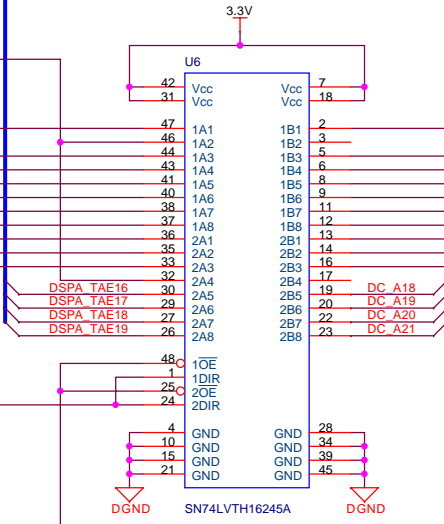 3.3V
U6
42 Vcc Vcc 7
31 Vcc Vcc 18
47 1A1 1B1 2
46 1A2 1B2 3
44 1A3 1B3 5
43 1A4 1B4 6
41 1A5 1B5 8
40 1A6 1B6 9
38 1A7 1B7 11
37 1A8 1B8 12
36 2A1 2B1 13
35 2A2 2B2 14
33 2A3 2B3 16
32 2A4 2B4 17
DSPA_TAE16 30 2A5 2B5 19 DC_A18
DSPA_TAE17 29 2A6 2B6 20 DC_A19
DSPA_TAE18 27 2A7 2B7 22 DC_A20
DSPA_TAE19 26 2A8 2B8 23 DC_A21
48 1OE
1 1DIR
25 2OE
24 2DIR
4 GND GND 28
10 GND GND 34
15 GND GND 39
21 GND GND 45
DGND SN74LVTH16245A DGND